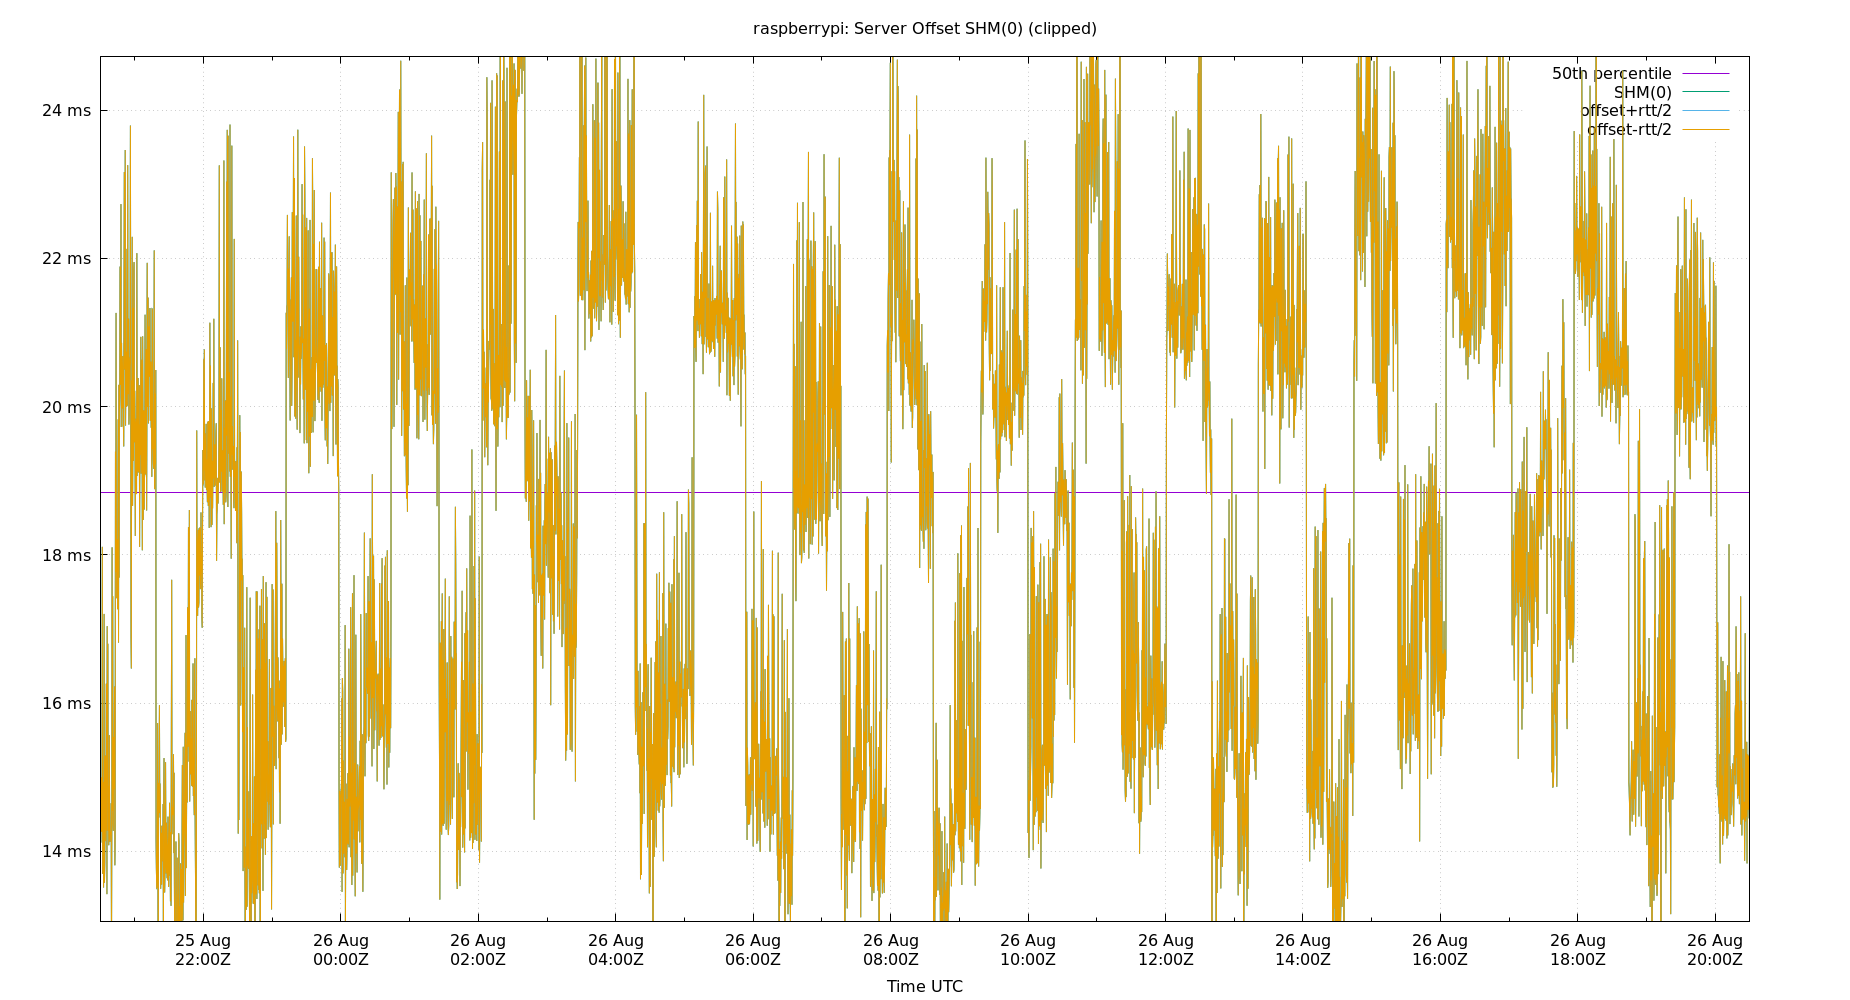 raspberrypi: Server Offset SHM(0) (clipped)
50th percentile
SHM(0)
offset+rtt/2
offset-rtt/2
24 ms
22 ms
20 ms
18 ms
16 ms
14 ms
25 Aug 26 Aug 26 Aug 26 Aug 26 Aug 26 Aug 26 Aug 26 Aug 26 Aug 26 Aug 26 Aug 26 Aug
22:00Z 00:00Z 02:00Z 04:00Z 06:00Z 08:00Z 10:00Z 12:00Z 14:00Z 16:00Z 18:00Z 20:00Z
Time UTC